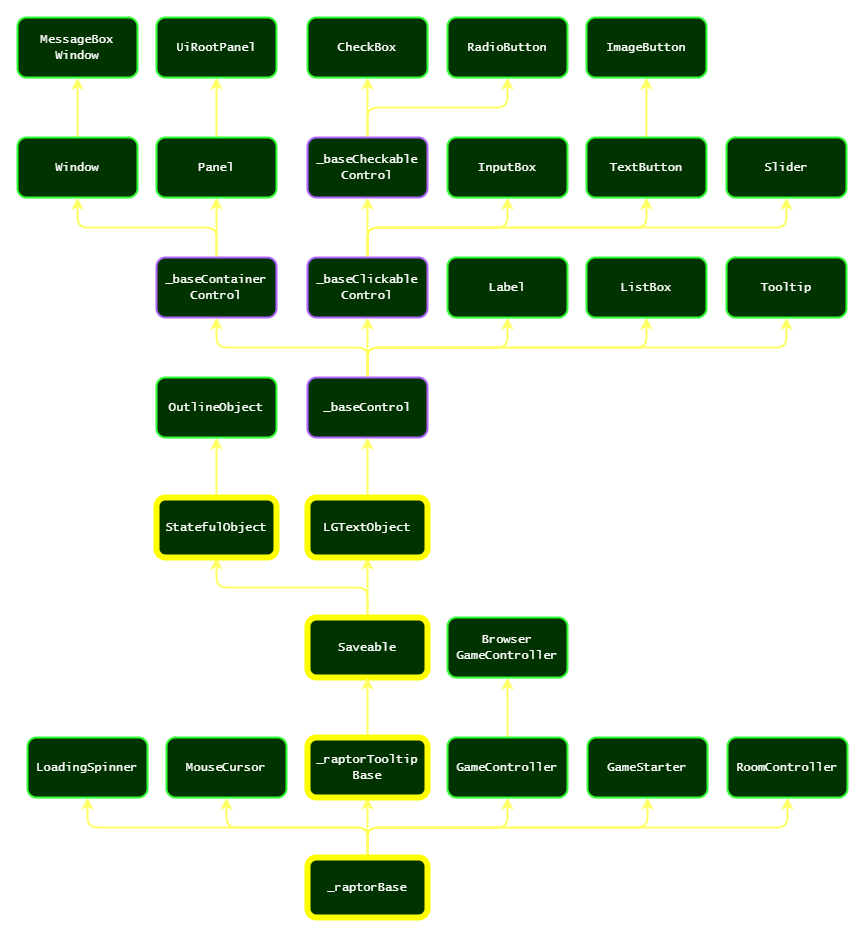 MessageBox
Window
UiRootPanel
CheckBox
RadioButton
ImageButton
Window
Panel
_baseCheckable
Control
InputBox
TextButton
Slider
_baseContainer
Control
_baseClickable
Control
Label
ListBox
Tooltip
OutlineObject
_baseControl
StatefulObject
LGTextObject
Saveable
Browser
GameController
LoadingSpinner
MouseCursor
_raptorTooltip
Base
GameController
GameStarter
RoomController
_raptorBase